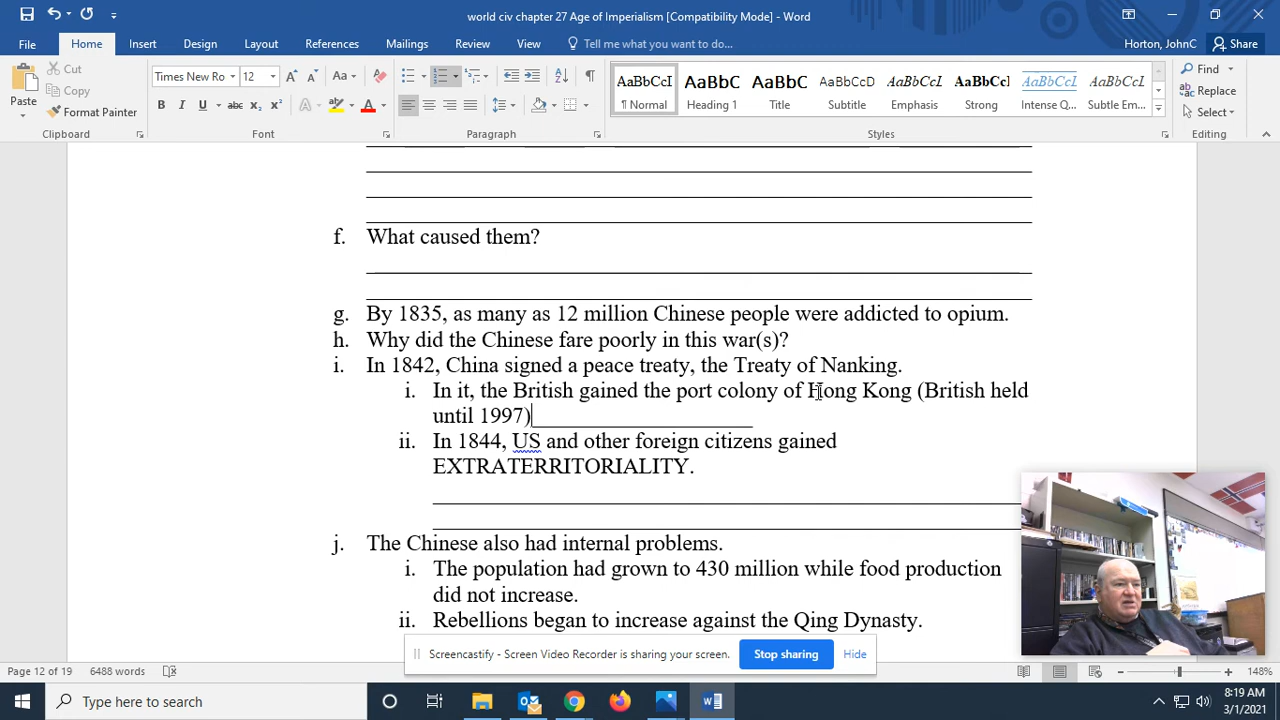 world civ chapter 27 Age of Imperialism [Compatibility Mode] - Word
File Home Insert Design Layout References Mailings Review View Tell me what you want to do... Horton, JohnC Share
Paste Cut Copy Format Painter Clipboard
Times New Ro 12 Font
Paragraph
AaBbCcI ¶ Normal
AaBbC Heading 1
AaBbC Title
AaBbCcD Subtitle
AaBbCcL Emphasis
AaBbCcI Strong
AaBbCcL Intense Q...
AaBbCcL Subtle Em...
Styles
Find Replace Select Editing
f. What caused them?
g. By 1835, as many as 12 million Chinese people were addicted to opium.
h. Why did the Chinese fare poorly in this war(s)?
i. In 1842, China signed a peace treaty, the Treaty of Nanking.
i. In it, the British gained the port colony of Hong Kong (British held
until 1997)
ii. In 1844, US and other foreign citizens gained
EXTRATERRITORIALITY.
j. The Chinese also had internal problems.
i. The population had grown to 430 million while food production
did not increase.
ii. Rebellions began to increase against the Qing Dynasty.
Screencastify - Screen Video Recorder is sharing your screen. Stop sharing Hide
Page 12 of 19 6488 words 148%
Type here to search 8:19 AM
3/1/2021